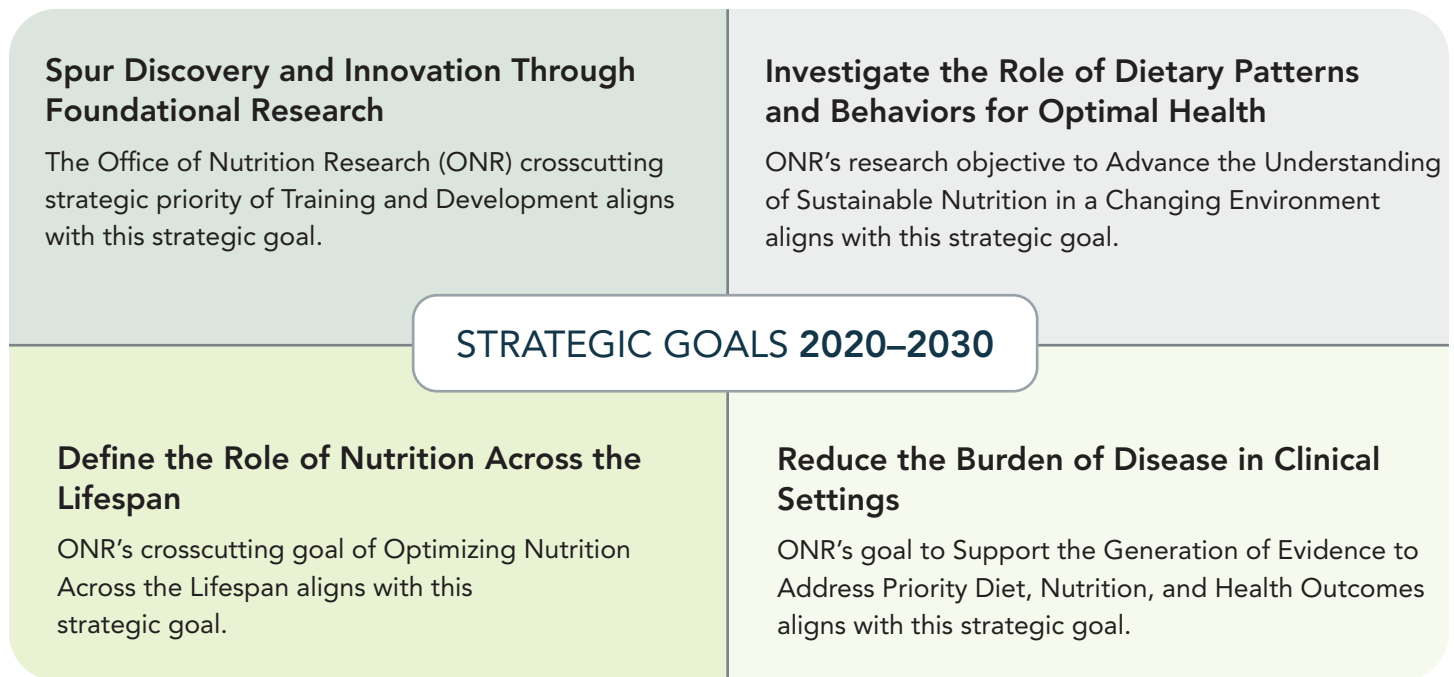 Spur Discovery and Innovation Through
Foundational Research
The Office of Nutrition Research (ONR) crosscutting
strategic priority of Training and Development aligns
with this strategic goal.
Investigate the Role of Dietary Patterns
and Behaviors for Optimal Health
ONR’s research objective to Advance the Understanding
of Sustainable Nutrition in a Changing Environment
aligns with this strategic goal.
STRATEGIC GOALS 2020–2030
Define the Role of Nutrition Across the
Lifespan
ONR’s crosscutting goal of Optimizing Nutrition
Across the Lifespan aligns with this
strategic goal.
Reduce the Burden of Disease in Clinical
Settings
ONR’s goal to Support the Generation of Evidence to
Address Priority Diet, Nutrition, and Health Outcomes
aligns with this strategic goal.